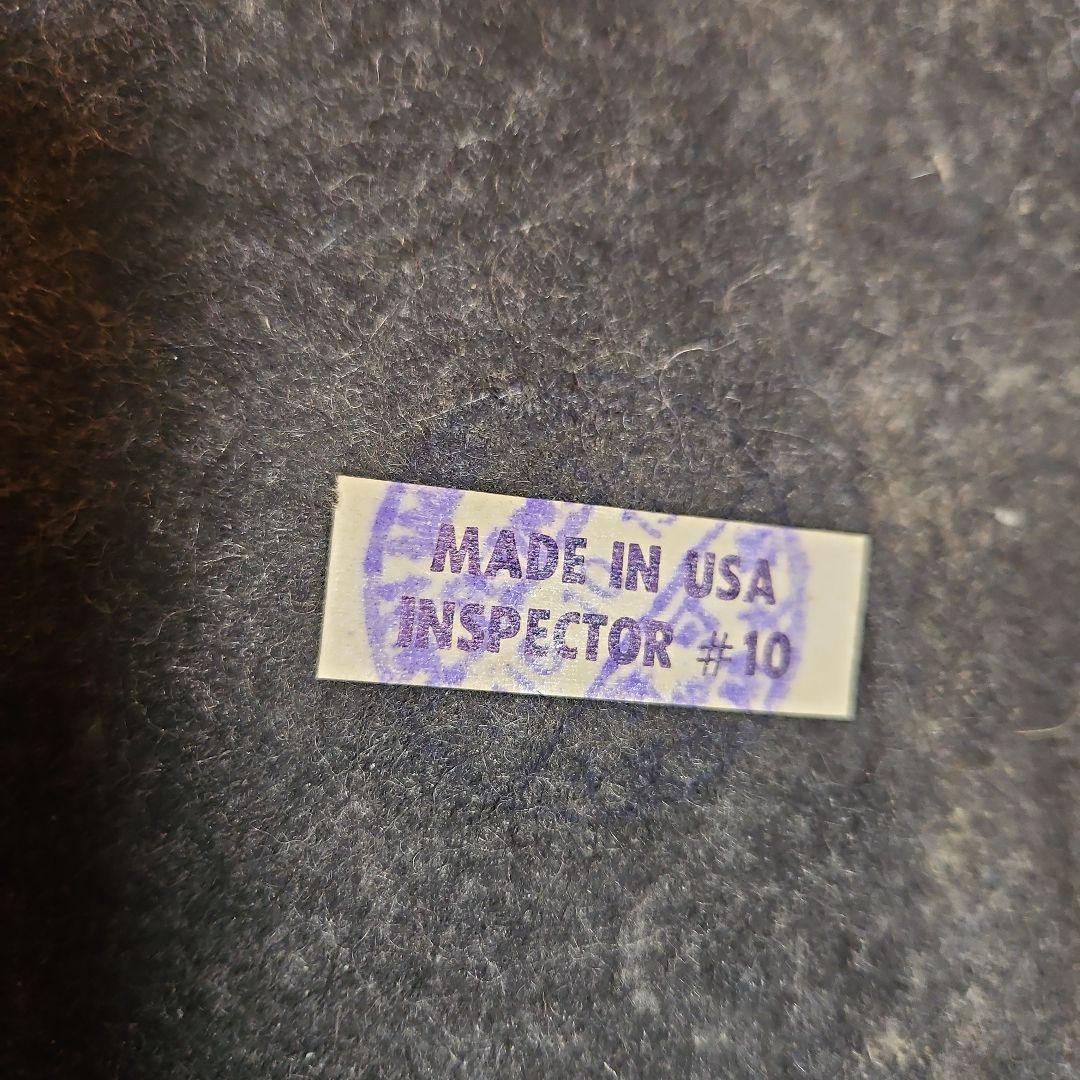 MADE IN USA
INSPECTOR #10